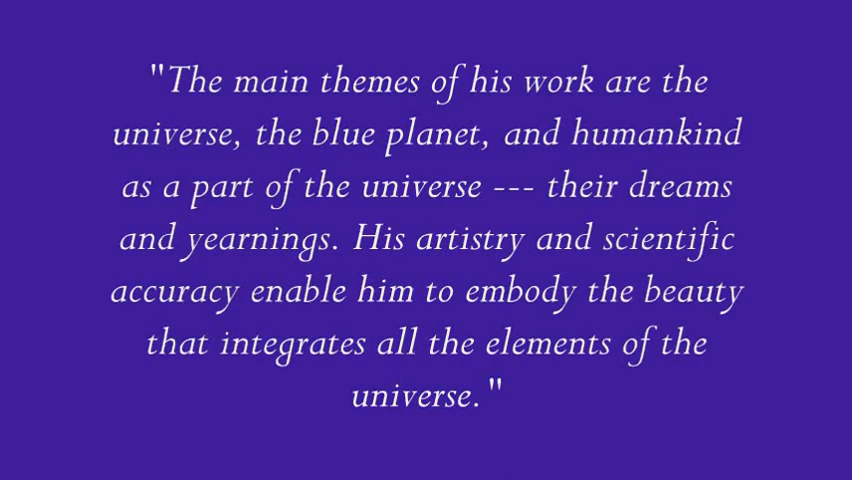 "The main themes of his work are the
universe, the blue planet, and humankind
as a part of the universe --- their dreams
and yearnings. His artistry and scientific
accuracy enable him to embody the beauty
that integrates all the elements of the
universe."